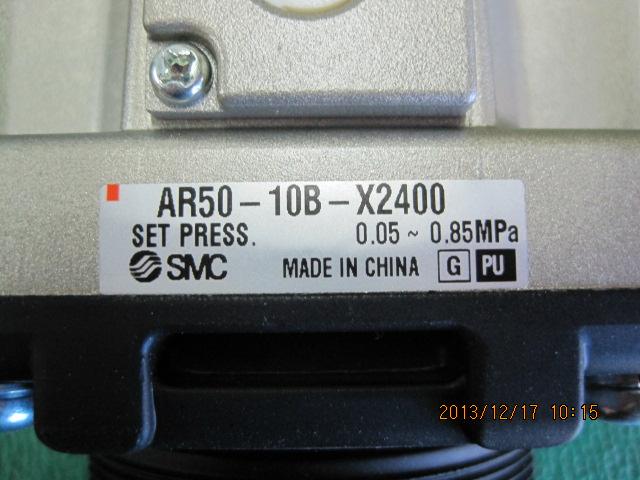 AR50-10B-X2400
SET PRESS. 0.05 ~ 0.85MPa
SMC MADE IN CHINA G PU
2013/12/17 10:15